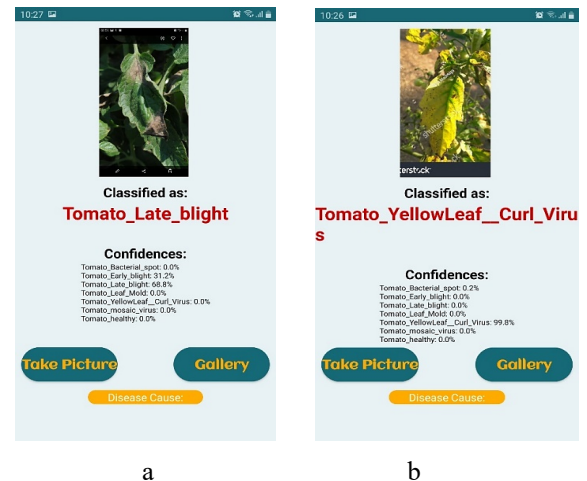 10:27
Classified as:
Tomato_Late_blight
Confidences:
Tomato_Bacterial_spot: 0.0%
Tomato_Early_blight: 31.2%
Tomato_Late_blight: 68.8%
Tomato_Leaf_Mold: 0.0%
Tomato_YellowLeaf__Curl_Virus: 0.0%
Tomato_mosaic_virus: 0.0%
Tomato_healthy: 0.0%
Take Picture
Gallery
Disease Cause:
a
10:26
shutterstock
erstock
Classified as:
Tomato_YellowLeaf__Curl_Viru
s
Confidences:
Tomato_Bacterial_spot: 0.2%
Tomato_Early_blight: 0.0%
Tomato_Late_blight: 0.0%
Tomato_Leaf_Mold: 0.0%
Tomato_YellowLeaf__Curl_Virus: 99.8%
Tomato_mosaic_virus: 0.0%
Tomato_healthy: 0.0%
Take Picture
Gallery
Disease Cause:
b